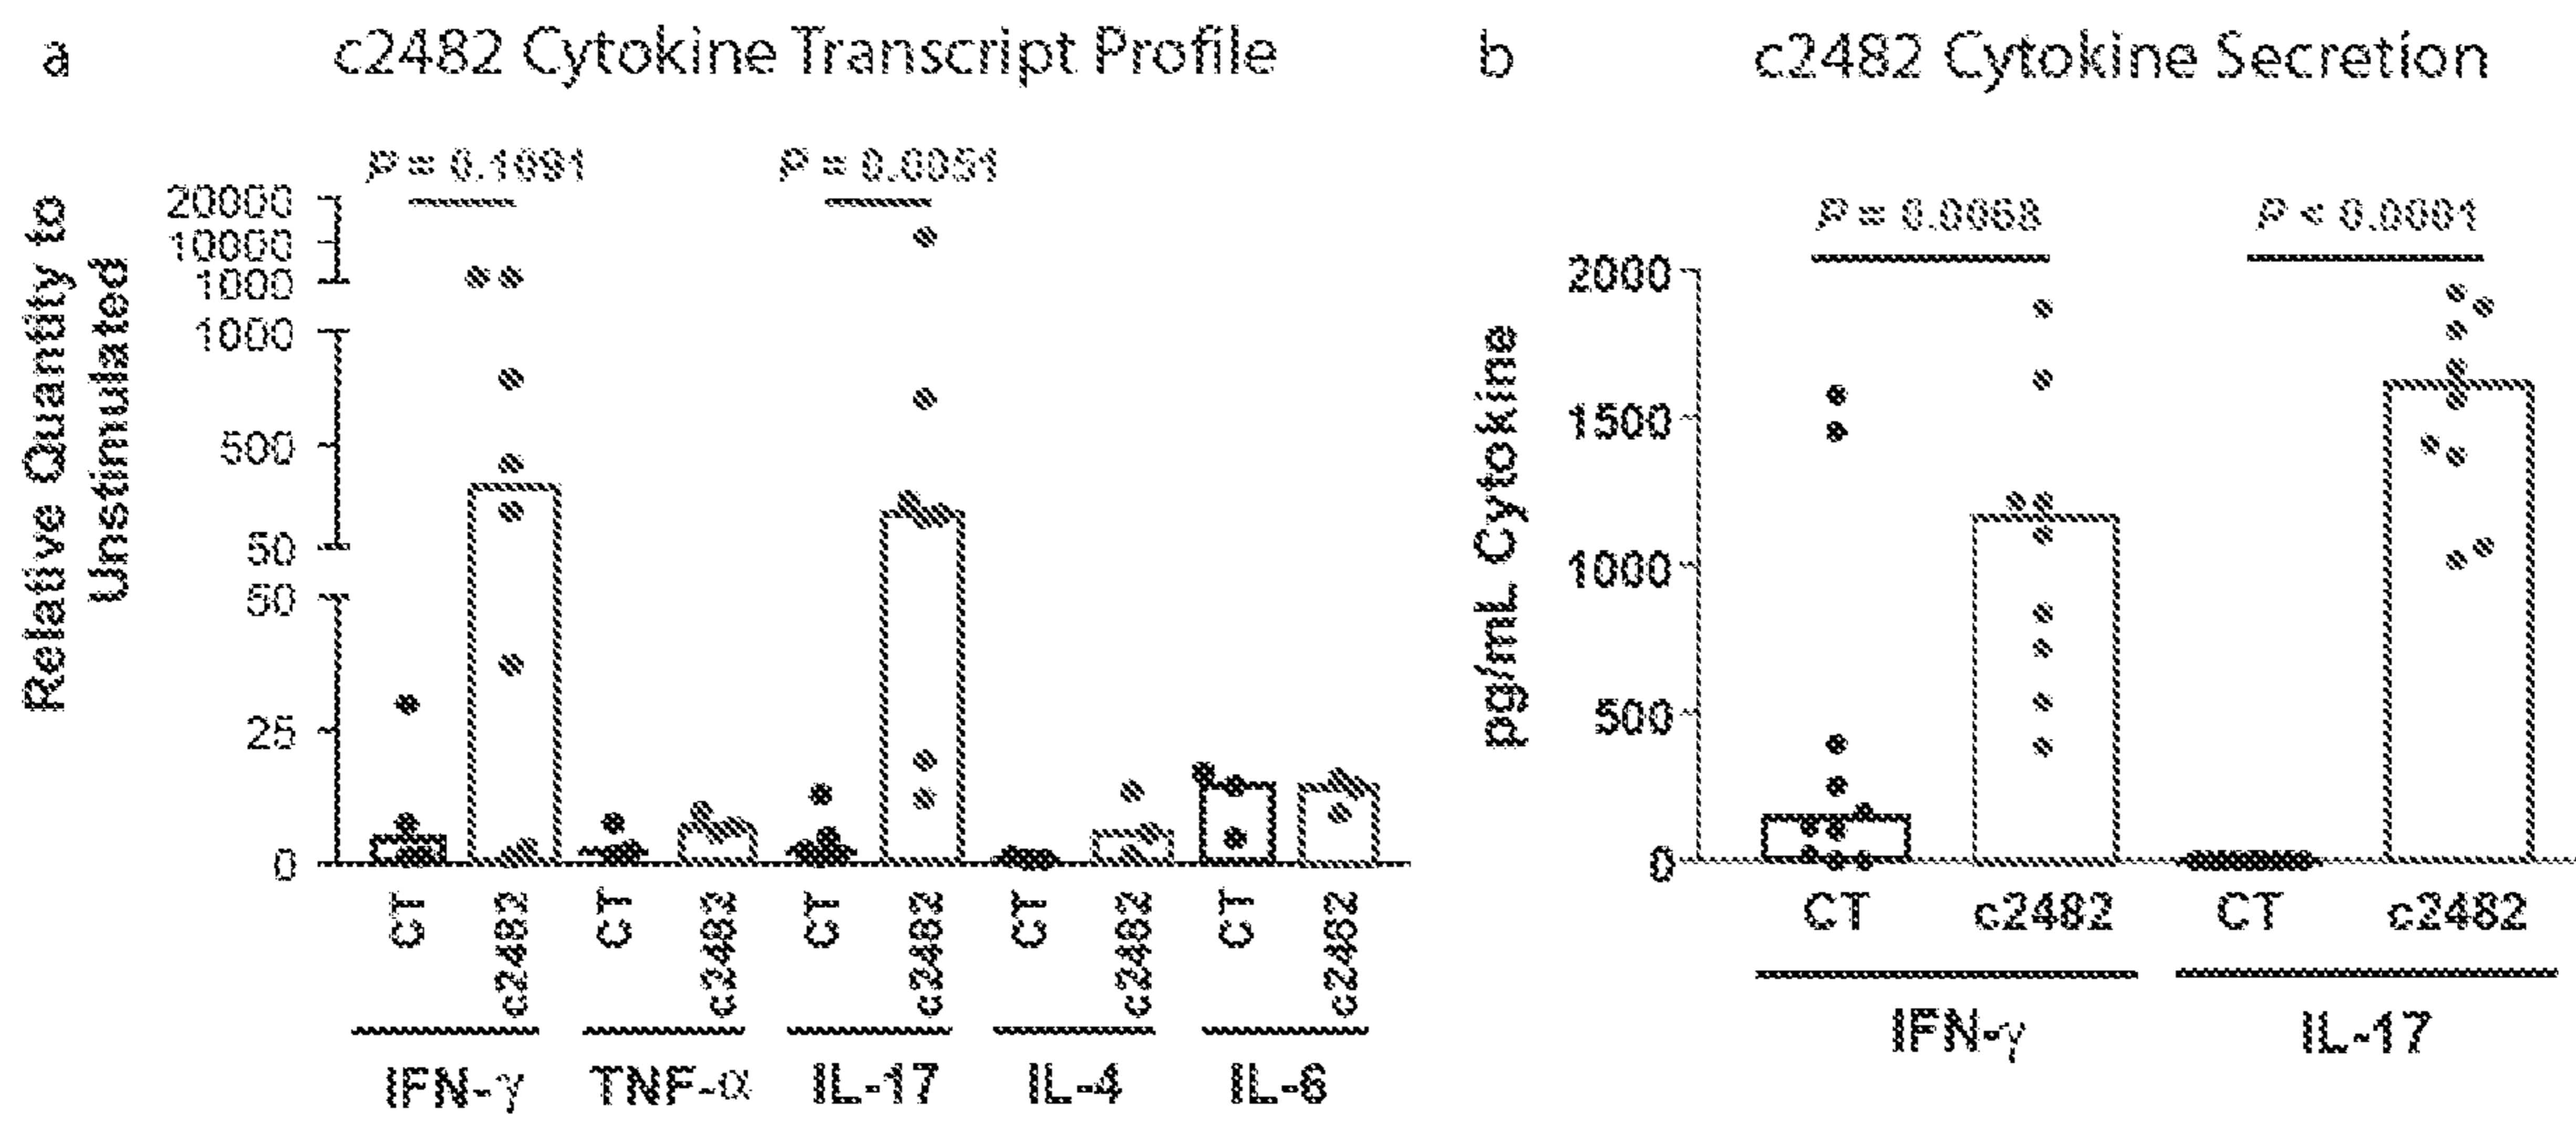 a
c2482 Cytokine Transcript Profile
Relative Quantity to
Unstimulated
P = 0.1091
P = 0.0051
20000
10000
1000
1000
500
50
50
25
0
CT
c2482
CT
c2482
CT
c2482
CT
c2482
CT
c2482
IFN-γ
TNF-α
IL-17
IL-4
IL-6
b
c2482 Cytokine Secretion
pg/mL Cytokine
P = 0.0068
P < 0.0001
2000
1500
1000
500
0
CT
c2482
CT
c2482
IFN-γ
IL-17